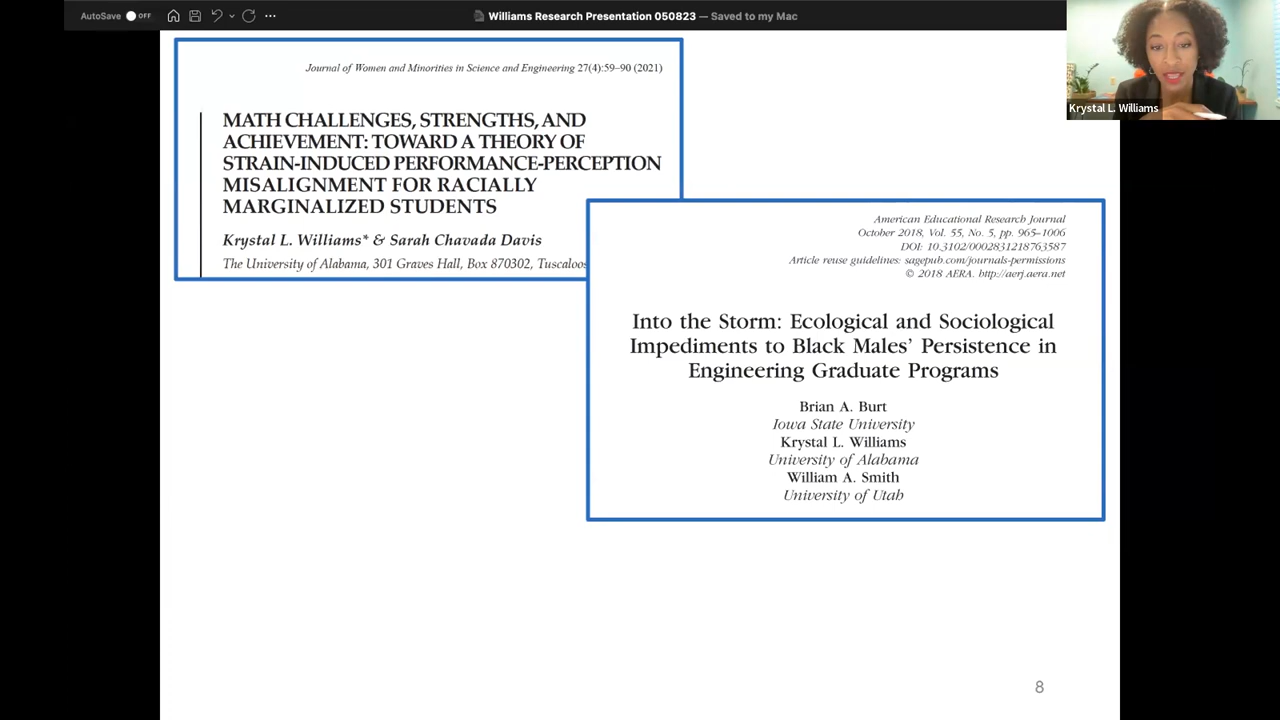 AutoSave OFF
Williams Research Presentation 050823 — Saved to my Mac
Krystal L. Williams
Journal of Women and Minorities in Science and Engineering 27(4):59–90 (2021)
MATH CHALLENGES, STRENGTHS, AND
ACHIEVEMENT: TOWARD A THEORY OF
STRAIN-INDUCED PERFORMANCE-PERCEPTION
MISALIGNMENT FOR RACIALLY
MARGINALIZED STUDENTS
Krystal L. Williams* & Sarah Chavada Davis
The University of Alabama, 301 Graves Hall, Box 870302, Tuscaloos
American Educational Research Journal
October 2018, Vol. 55, No. 5, pp. 965–1006
DOI: 10.3102/0002831218763587
Article reuse guidelines: sagepub.com/journals-permissions
© 2018 AERA. http://aerj.aera.net
Into the Storm: Ecological and Sociological
Impediments to Black Males’ Persistence in
Engineering Graduate Programs
Brian A. Burt
Iowa State University
Krystal L. Williams
University of Alabama
William A. Smith
University of Utah
8